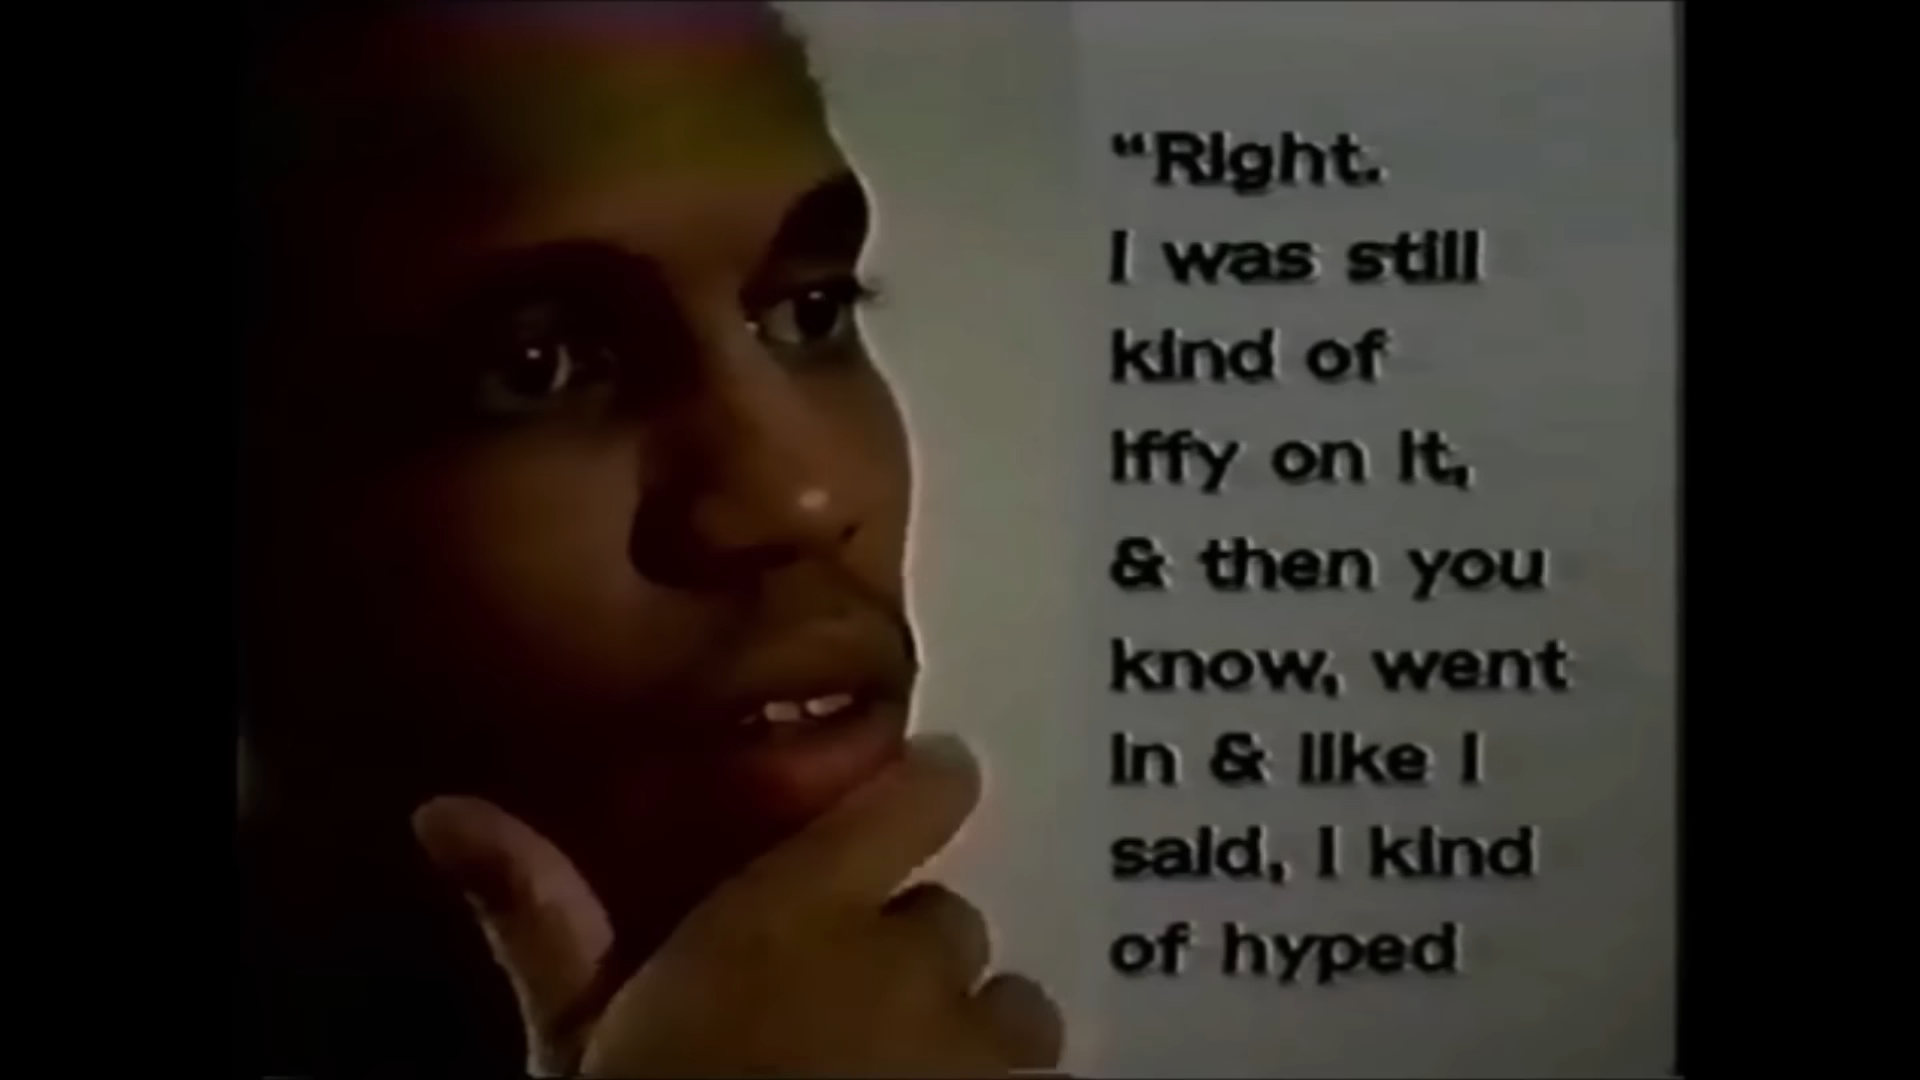 “Right.
I was still
kind of
iffy on it,
& then you
know, went
in & like I
said, I kind
of hyped